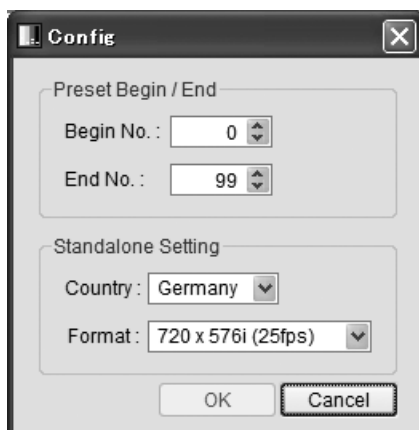 Config
Preset Begin / End
Begin No. : 0
End No. : 99
Standalone Setting
Country : Germany
Format : 720 x 576i (25fps)
OK Cancel